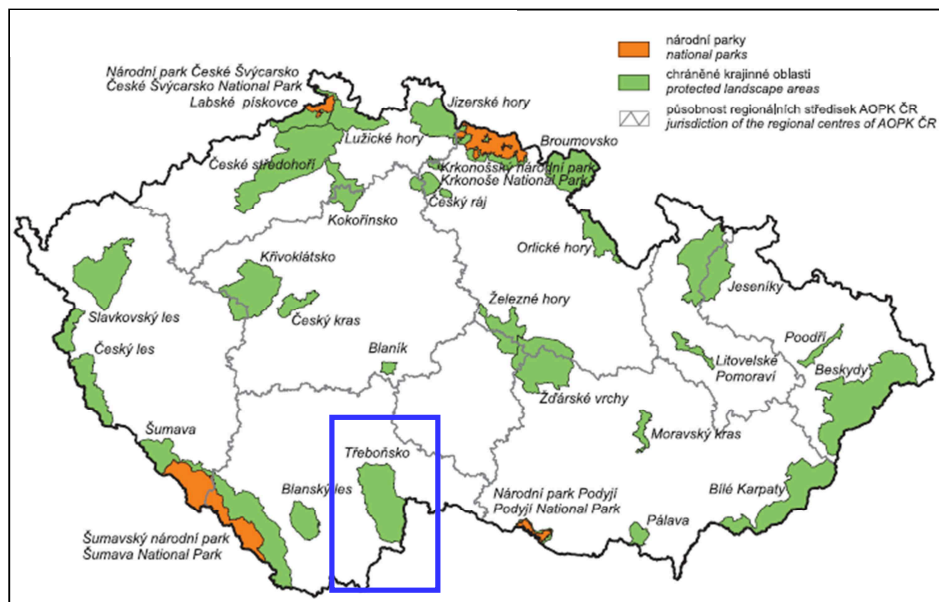 národní parky
national parks
chráněné krajinné oblasti
protected landscape areas
působnost regionálních středisek AOPK ČR
jurisdiction of the regional centres of AOPK ČR
Národní park České Švýcarsko
České Švýcarsko National Park
Labské pískovce
Jizerské hory
Lužické hory
Broumovsko
České středohoří
Krkonošský národní park
Krkonoše National Park
Český ráj
Kokořínsko
Orlické hory
Křivoklátsko
Jeseníky
Český kras
Železné hory
Slavkovský les
Poodří
Český les
Blaník
Litovelské
Pomoraví
Beskydy
Žďárské vrchy
Šumava
Moravský kras
Třeboňsko
Blanský les
Národní park Podyjí
Podyjí National Park
Bílé Karpaty
Pálava
Šumavský národní park
Šumava National Park